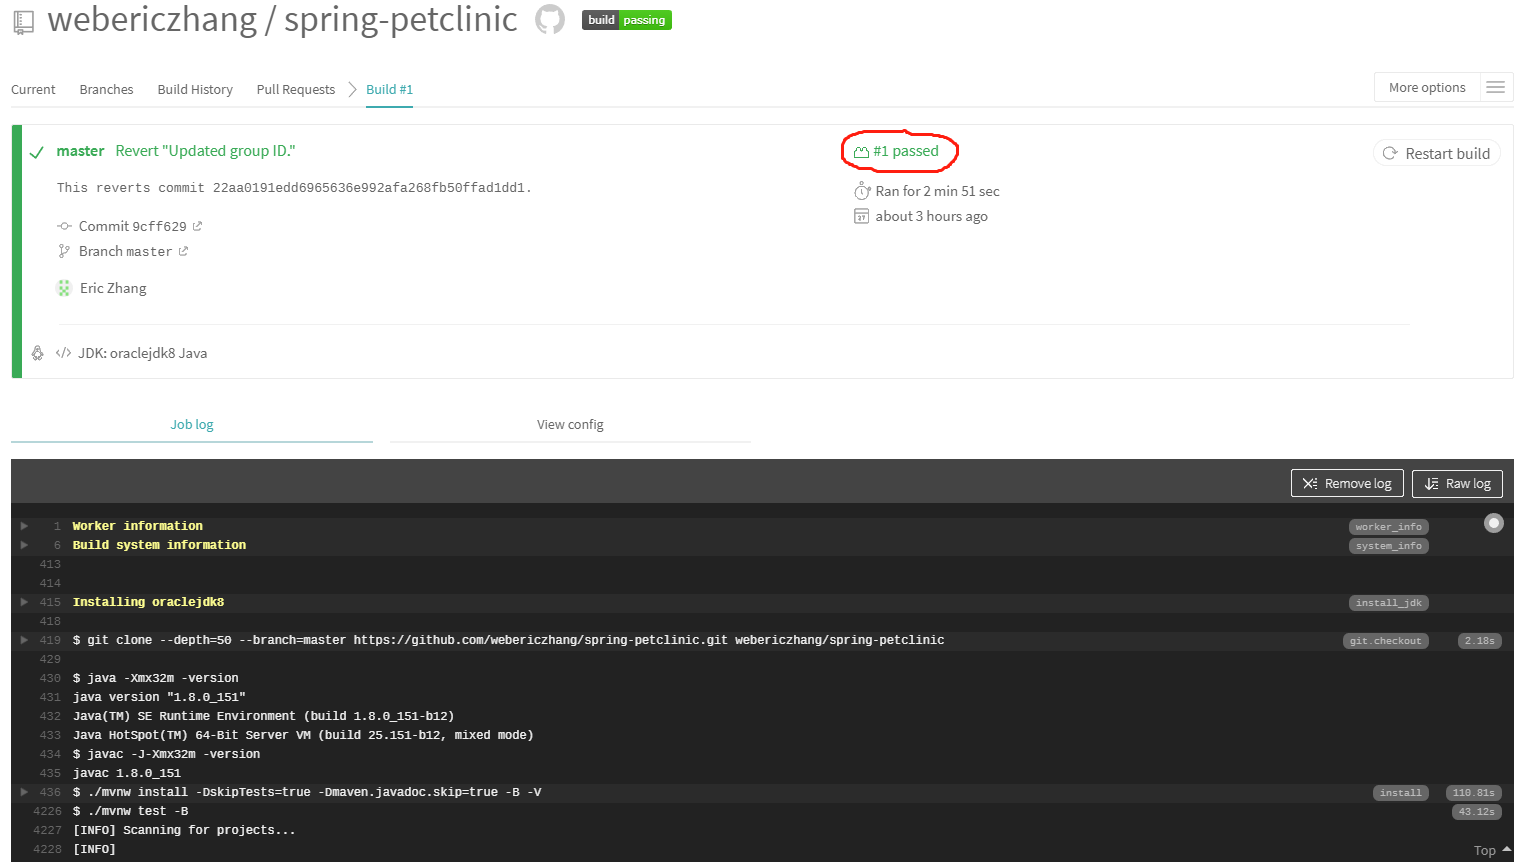 webericzhang / spring-petclinic build passing
Current Branches Build History Pull Requests Build #1 More options
master Revert "Updated group ID." #1 passed Restart build
This reverts commit 22aa0191edd6965636e992afa268fb50ffad1dd1. Ran for 2 min 51 sec
about 3 hours ago
Commit 9cff629
Branch master
Eric Zhang
JDK: oraclejdk8 Java
Job log View config
Remove log Raw log
1 Worker information worker_info
6 Build system information system_info
413
414
415 Installing oraclejdk8 install_jdk
418
419 $ git clone --depth=50 --branch=master https://github.com/webericzhang/spring-petclinic.git webericzhang/spring-petclinic git.checkout 2.18s
429
430 $ java -Xmx32m -version
431 java version "1.8.0_151"
432 Java(TM) SE Runtime Environment (build 1.8.0_151-b12)
433 Java HotSpot(TM) 64-Bit Server VM (build 25.151-b12, mixed mode)
434 $ javac -J-Xmx32m -version
435 javac 1.8.0_151
436 $ ./mvnw install -DskipTests=true -Dmaven.javadoc.skip=true -B -V install 110.81s
4226 $ ./mvnw test -B 43.12s
4227 [INFO] Scanning for projects...
4228 [INFO] Top